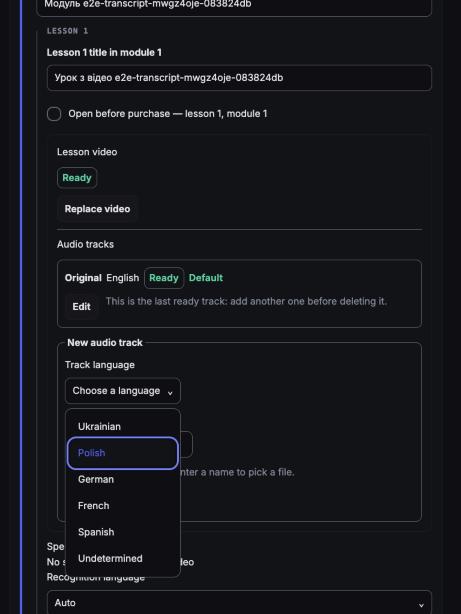 Модуль e2e-transcript-mwgz4oje-083824db
LESSON 1
Lesson 1 title in module 1
Урок з відео e2e-transcript-mwgz4oje-083824db
Open before purchase — lesson 1, module 1
Lesson video
Ready
Replace video
Audio tracks
Original English Ready Default
Edit This is the last ready track: add another one before deleting it.
New audio track
Track language
Choose a language
Ukrainian
Polish
nter a name to pick a file.
German
French
Spanish
Undetermined
Spe
No s
Recognition language
Auto